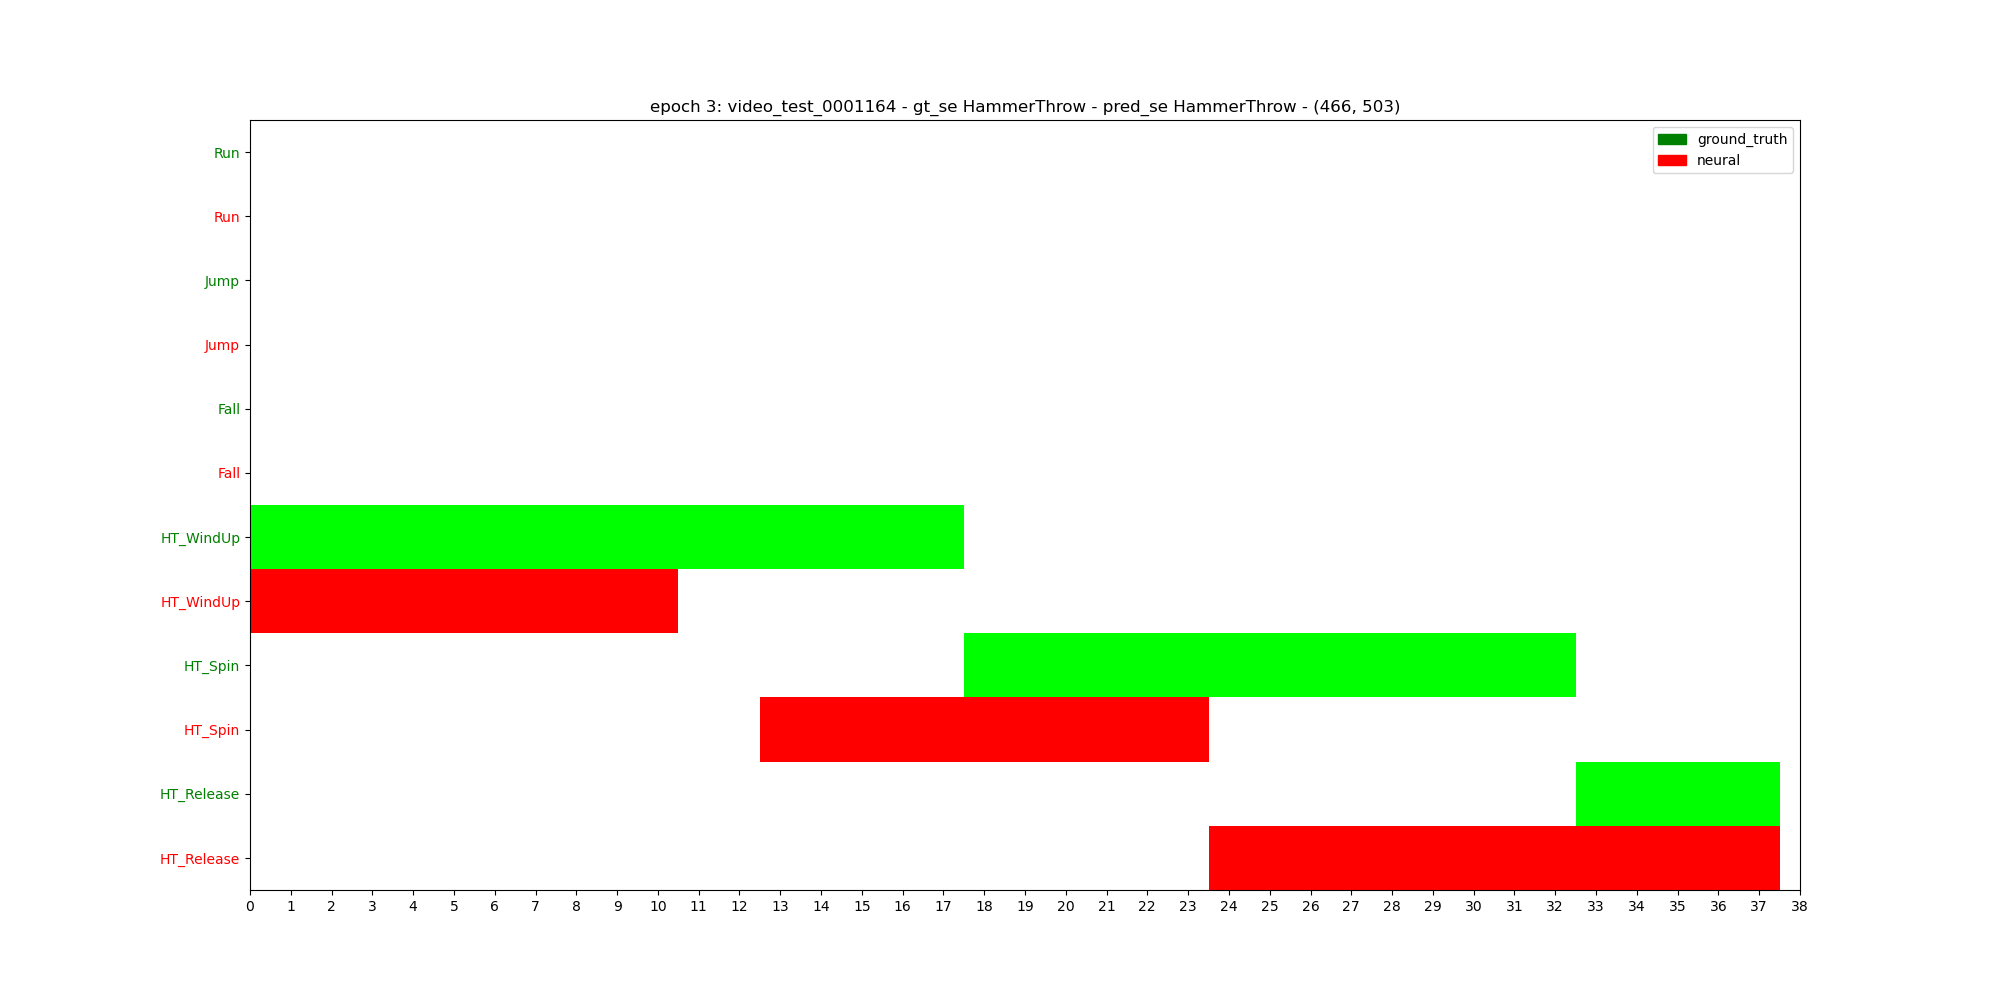 epoch 3: video_test_0001164 - gt_se HammerThrow - pred_se HammerThrow - (466, 503)
ground_truth
neural
Run
Run
Jump
Jump
Fall
Fall
HT_WindUp
HT_WindUp
HT_Spin
HT_Spin
HT_Release
HT_Release
0 1 2 3 4 5 6 7 8 9 10 11 12 13 14 15 16 17 18 19 20 21 22 23 24 25 26 27 28 29 30 31 32 33 34 35 36 37 38